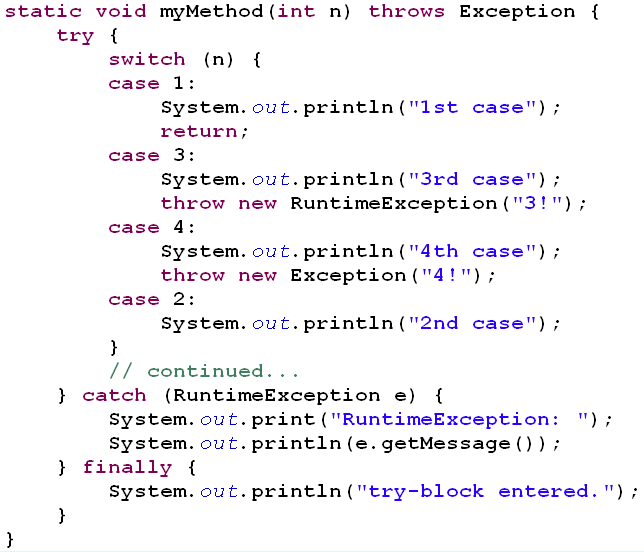 static void myMethod(int n) throws Exception {
    try {
        switch (n) {
        case 1:
            System.out.println("1st case");
            return;
        case 3:
            System.out.println("3rd case");
            throw new RuntimeException("3!");
        case 4:
            System.out.println("4th case");
            throw new Exception("4!");
        case 2:
            System.out.println("2nd case");
        }
        // continued...
    } catch (RuntimeException e) {
        System.out.print("RuntimeException: ");
        System.out.println(e.getMessage());
    } finally {
        System.out.println("try-block entered.");
    }
}